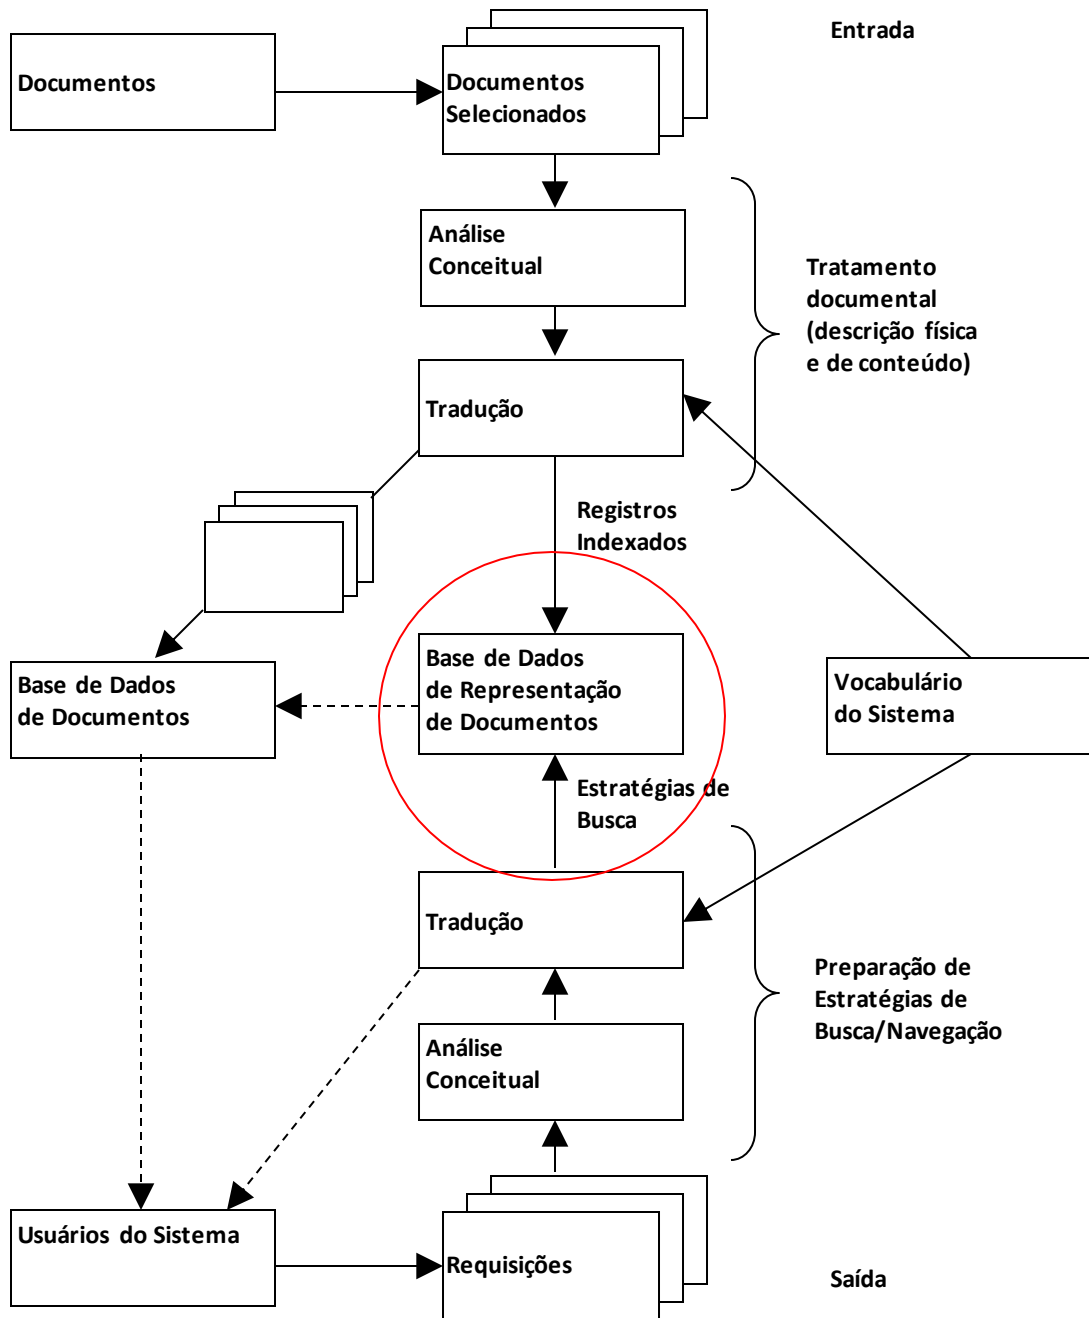 Entrada
Documentos
Documentos
Selecionados
Análise
Conceitual
Tratamento
documental
(descrição física
e de conteúdo)
Tradução
Registros
Indexados
Base de Dados
de Documentos
Base de Dados
de Representação
de Documentos
Vocabulário
do Sistema
Estratégias de
Busca
Tradução
Preparação de
Estratégias de
Busca/Navegação
Análise
Conceitual
Usuários do Sistema
Requisições
Saída